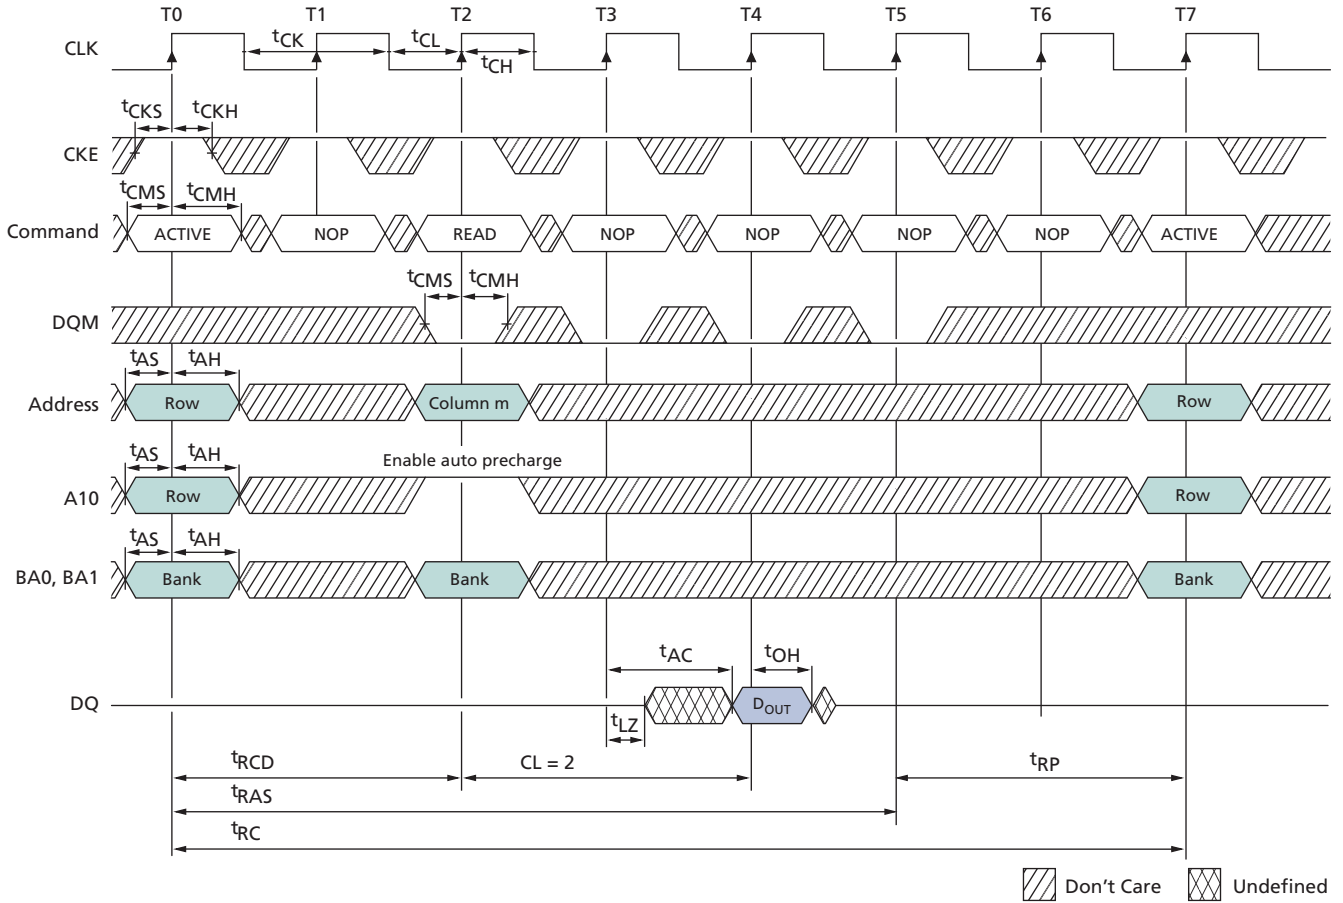 T0 T1 T2 T3 T4 T5 T6 T7
CLK tCK tCL tCH
tCKS tCKH
CKE
tCMS tCMH
Command ACTIVE NOP READ NOP NOP NOP NOP ACTIVE
tCMS tCMH
DQM
tAS tAH
Address Row Column m Row
tAS tAH
Enable auto precharge
A10 Row Row
tAS tAH
BA0, BA1 Bank Bank Bank
tAC tOH
DQ DOUT
tLZ
tRCD CL = 2 tRP
tRAS
tRC
Don't Care Undefined